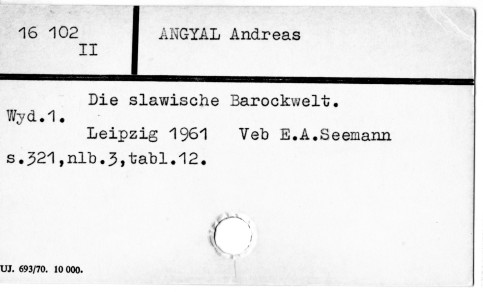 16 102
II
ANGYAL Andreas
Die slawische Barockwelt.
Wyd.1.
Leipzig 1961 Veb E.A.Seemann
s.321,nlb.3,tabl.12.
UJ. 693/70. 10 000.